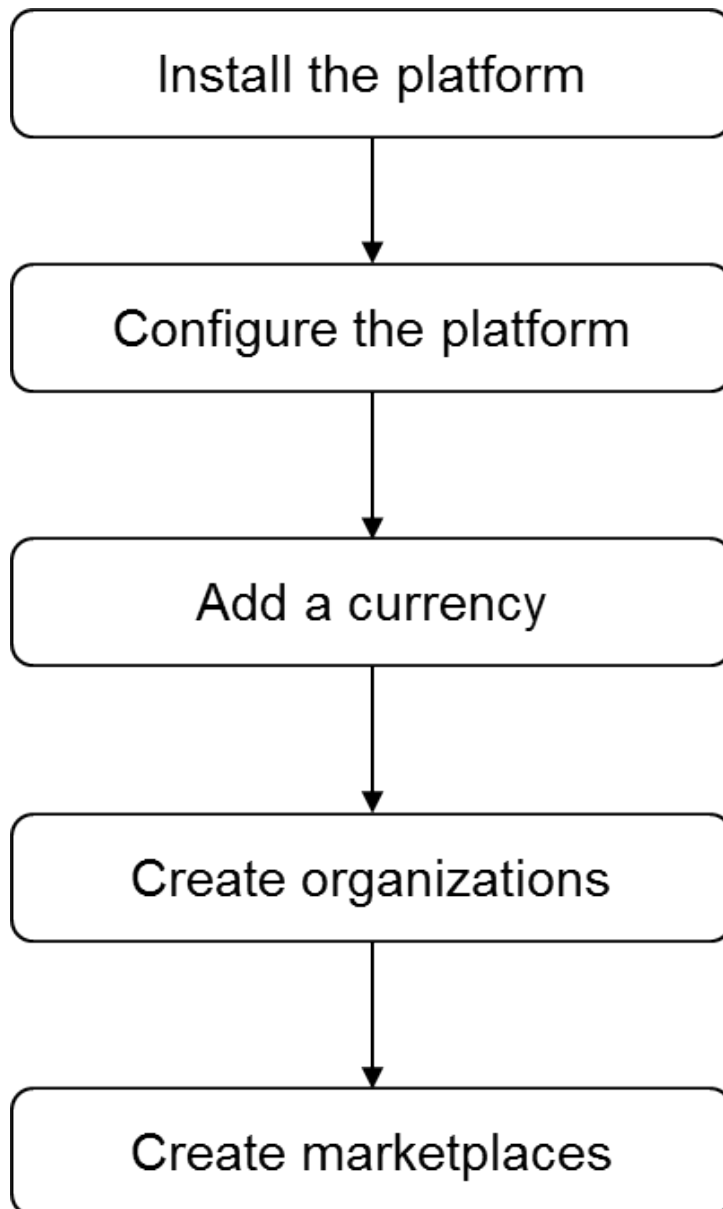 Install the platform
Configure the platform
Add a currency
Create organizations
Create marketplaces